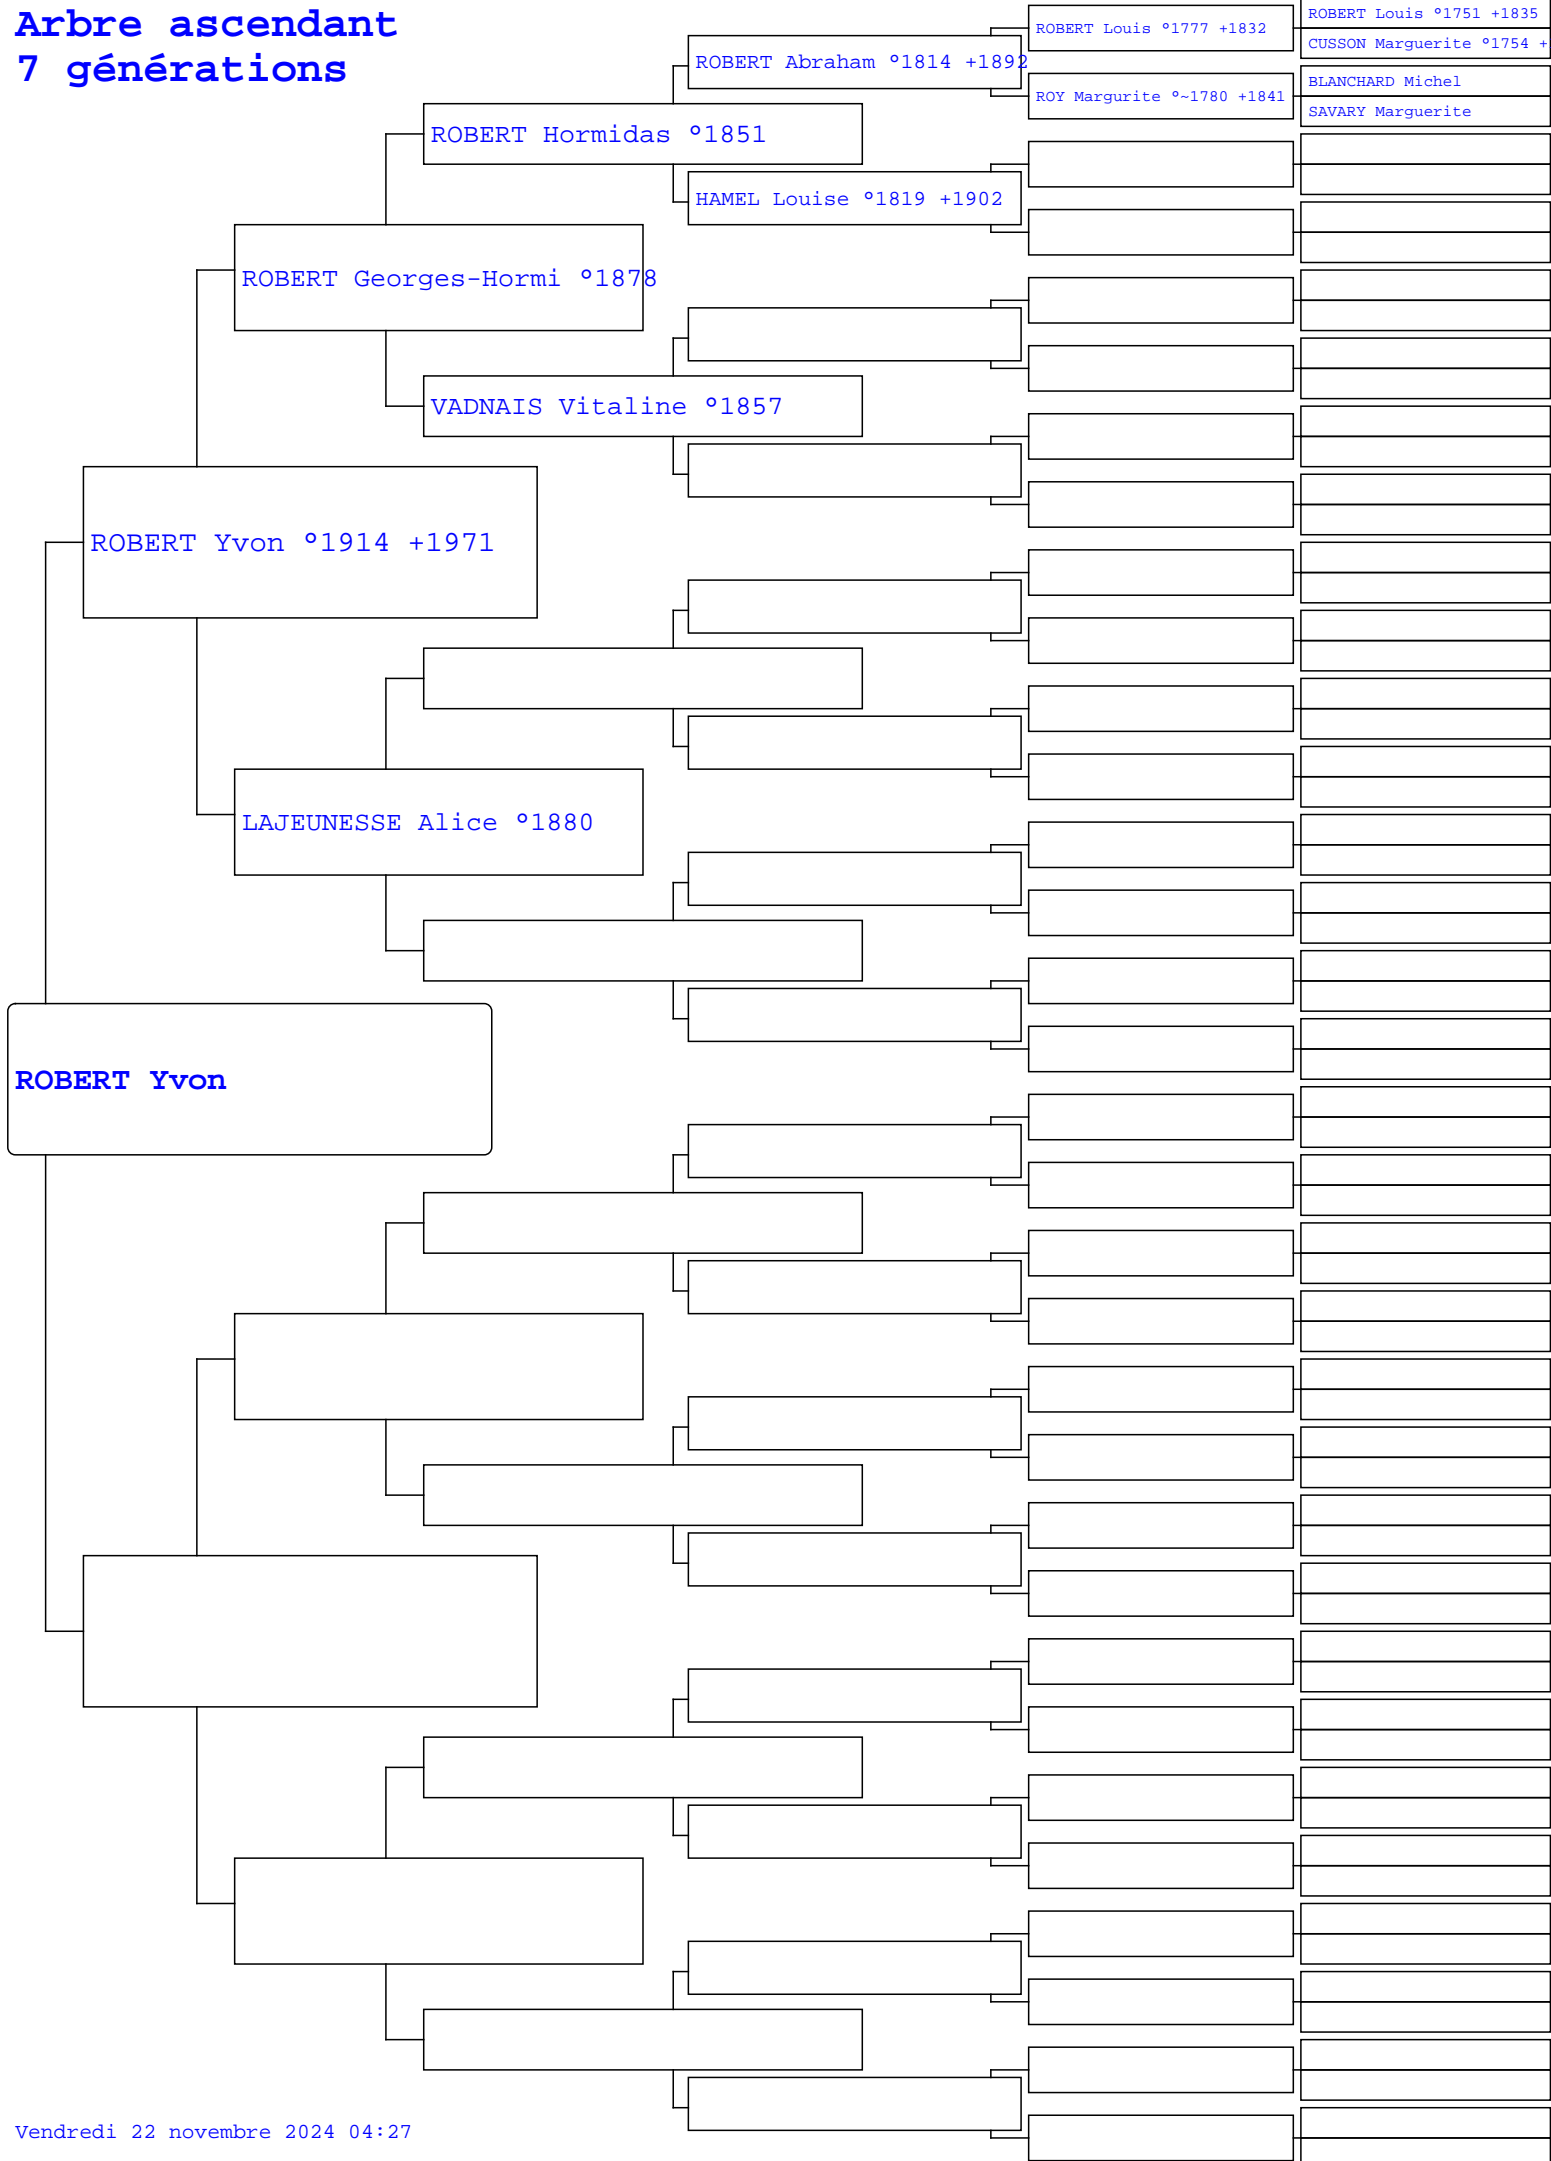 Arbre ascendant
7 générations
ROBERT Louis °1751 +1835
ROBERT Louis °1777 +1832
CUSSON Marguerite °1754 +
ROBERT Abraham °1814 +1892
BLANCHARD Michel
ROY Margurite °~1780 +1841
SAVARY Marguerite
ROBERT Hormidas °1851
HAMEL Louise °1819 +1902
ROBERT Georges-Hormi °1878
VADNAIS Vitaline °1857
ROBERT Yvon °1914 +1971
LAJEUNESSE Alice °1880
ROBERT Yvon
Vendredi 22 novembre 2024 04:27